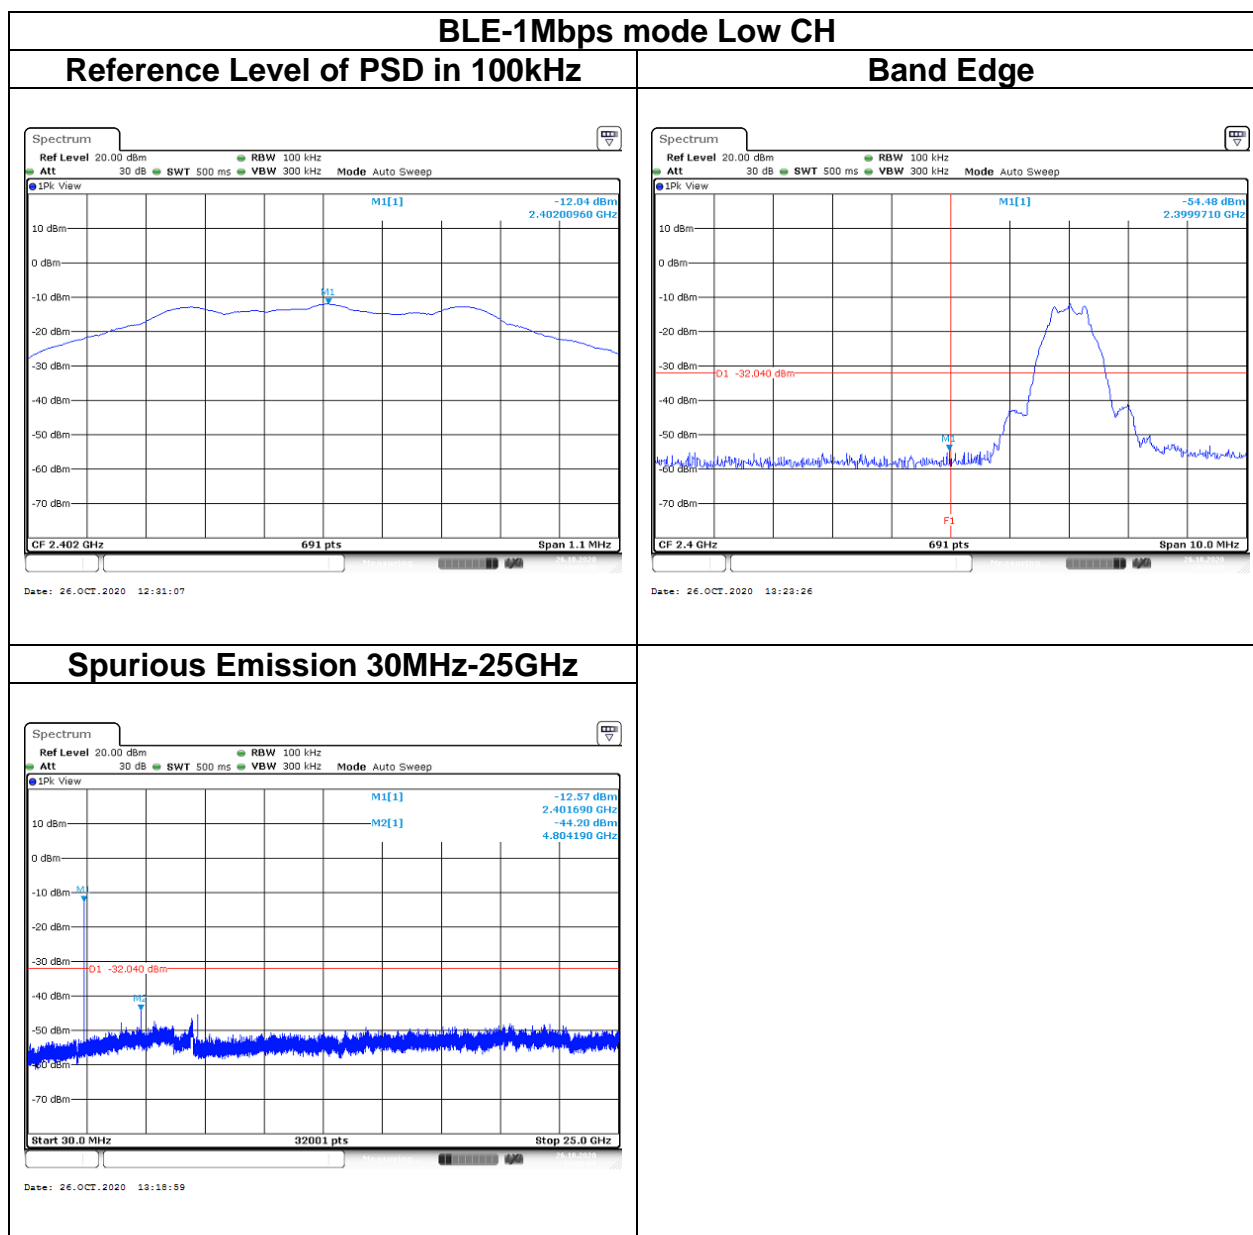 BLE-1Mbps mode Low CH
Reference Level of PSD in 100kHz
Band Edge
Spectrum
Ref Level 20.00 dBm RBW 100 kHz
Att 30 dB SWT 500 ms VBW 300 kHz Mode Auto Sweep
1Pk View
M1[1] -12.04 dBm
2.40200960 GHz
10 dBm
0 dBm
M1
-10 dBm
-20 dBm
-30 dBm
-40 dBm
-50 dBm
-60 dBm
-70 dBm
CF 2.402 GHz 691 pts Span 1.1 MHz
Date: 26.OCT.2020 12:31:07
Spectrum
Ref Level 20.00 dBm RBW 100 kHz
Att 30 dB SWT 500 ms VBW 300 kHz Mode Auto Sweep
1Pk View
M1[1] -54.48 dBm
2.3999710 GHz
10 dBm
0 dBm
-10 dBm
-20 dBm
-30 dBm
D1 -32.040 dBm
-40 dBm
-50 dBm
M1
-60 dBm
-70 dBm
F1
CF 2.4 GHz 691 pts Span 10.0 MHz
Date: 26.OCT.2020 13:23:26
Spurious Emission 30MHz-25GHz
Spectrum
Ref Level 20.00 dBm RBW 100 kHz
Att 30 dB SWT 500 ms VBW 300 kHz Mode Auto Sweep
1Pk View
M1[1] -12.57 dBm
2.401690 GHz
M2[1] -44.20 dBm
4.804190 GHz
10 dBm
0 dBm
-10 dBm
M1
-20 dBm
-30 dBm
D1 -32.040 dBm
-40 dBm
M2
-50 dBm
-60 dBm
-70 dBm
Start 30.0 MHz 32001 pts Stop 25.0 GHz
Date: 26.OCT.2020 13:18:59